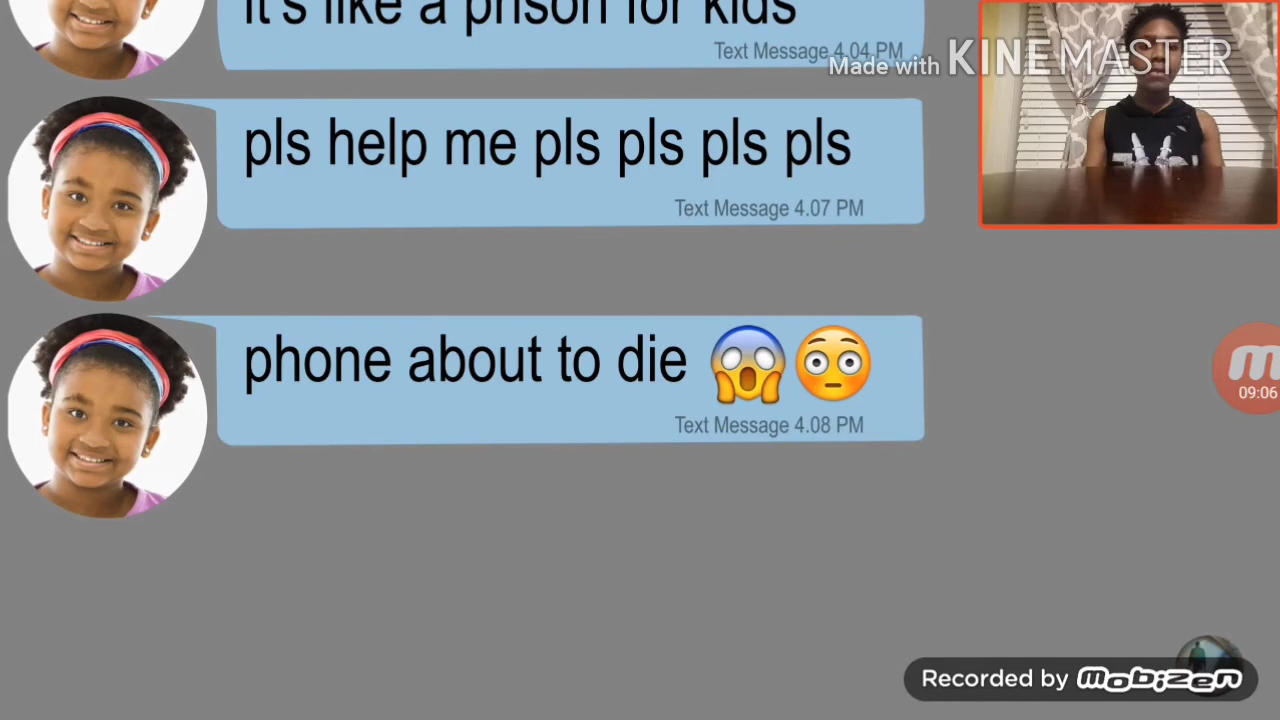 it's like a prison for kids
Text Message 4.04 PM
Made with KINEMASTER
pls help me pls pls pls pls
Text Message 4.07 PM
phone about to die 😱😳
Text Message 4.08 PM
09:06
Recorded by mobizen